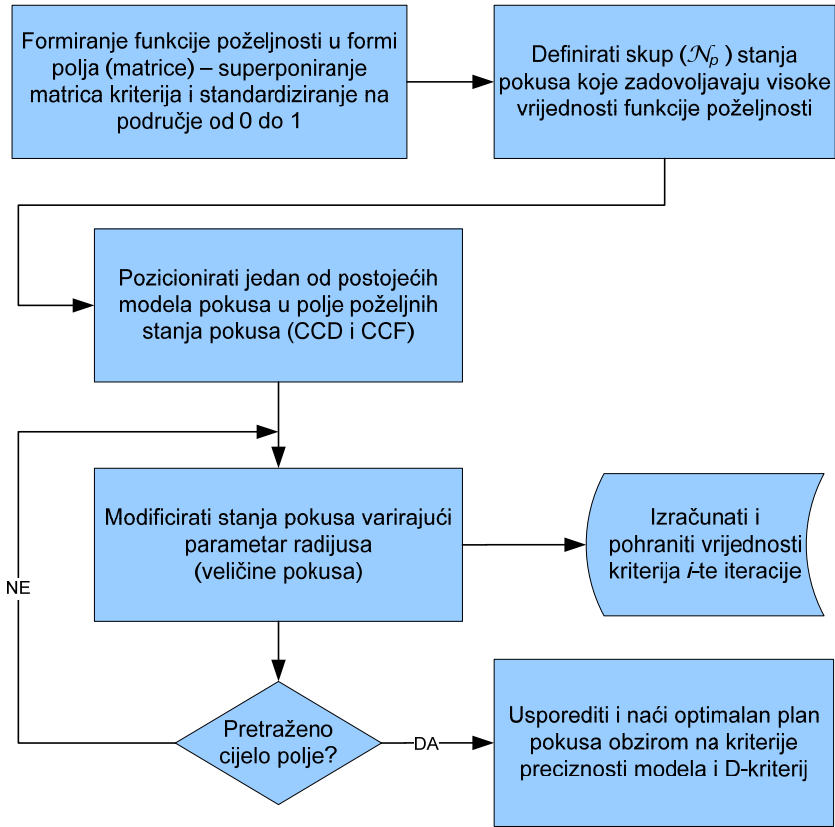 Formiranje funkcije poželjnosti u formi
polja (matrice) – superponiranje
matrica kriterija i standardiziranje na
područje od 0 do 1
Definirati skup (𝒩p ) stanja
pokusa koje zadovoljavaju visoke
vrijednosti funkcije poželjnosti
Pozicionirati jedan od postojećih
modela pokusa u polje poželjnih
stanja pokusa (CCD i CCF)
Modificirati stanja pokusa varirajući
parametar radijusa
(veličine pokusa)
Izračunati i
pohraniti vrijednosti
kriterija i-te iteracije
NE
Pretraženo
cijelo polje?
DA
Usporediti i naći optimalan plan
pokusa obzirom na kriterije
preciznosti modela i D-kriterij